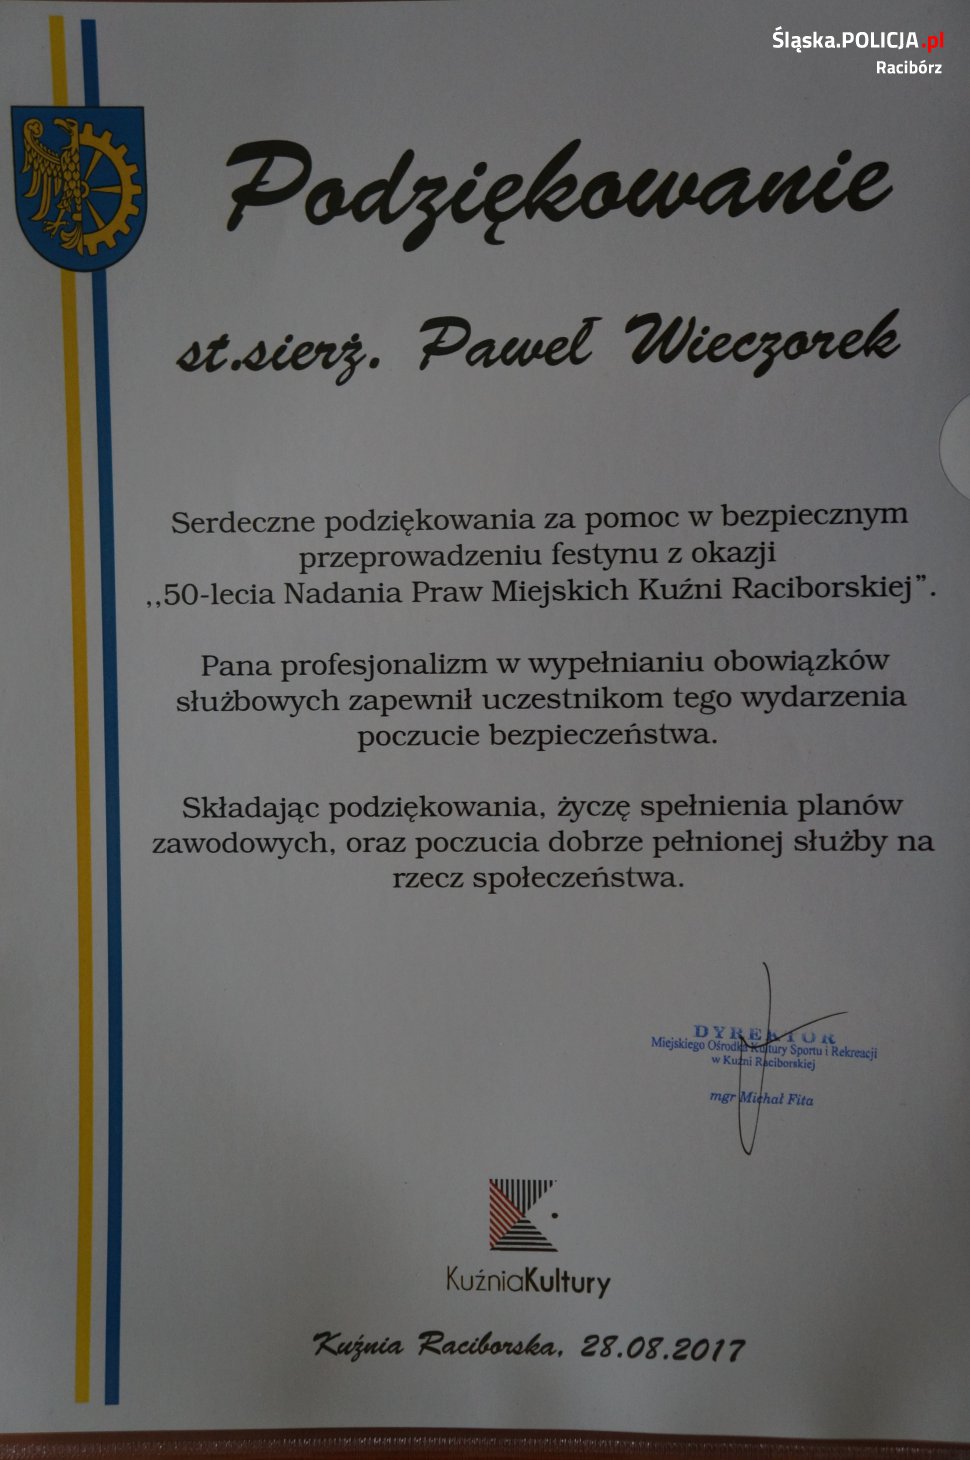 Śląska.POLICJA.pl
Racibórz
Podziękowanie
st.sierż. Paweł Wieczorek
Serdeczne podziękowania za pomoc w bezpiecznym
przeprowadzeniu festynu z okazji
,,50-lecia Nadania Praw Miejskich Kuźni Raciborskiej”.
Pana profesjonalizm w wypełnianiu obowiązków
służbowych zapewnił uczestnikom tego wydarzenia
poczucie bezpieczeństwa.
Składając podziękowania, życzę spełnienia planów
zawodowych, oraz poczucia dobrze pełnionej służby na
rzecz społeczeństwa.
DYREKTOR
Miejskiego Ośrodka Kultury Sportu i Rekreacji
w Kuźni Raciborskiej
mgr Michał Fita
KuźniaKultury
Kuźnia Raciborska, 28.08.2017